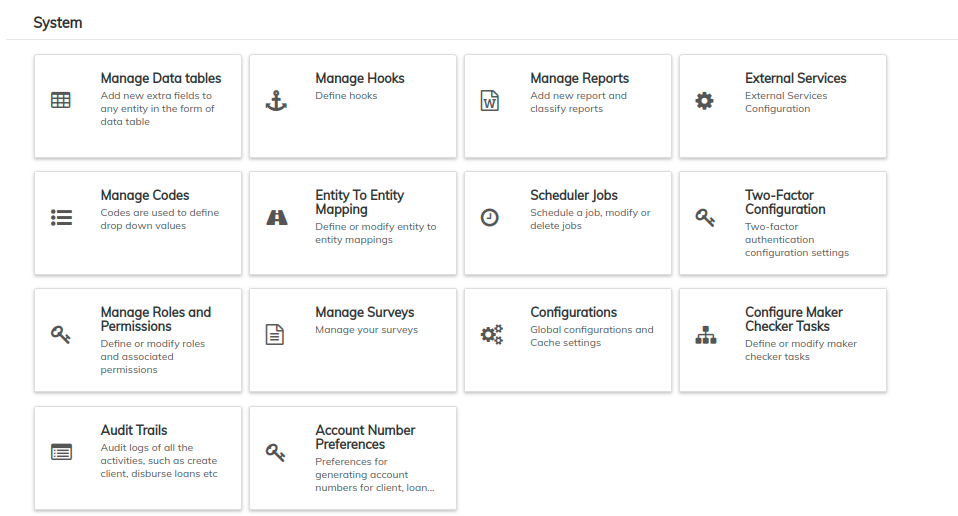 System
Manage Data tables
Add new extra fields to
any entity in the form of
data table
Manage Hooks
Define hooks
Manage Reports
Add new report and
classify reports
External Services
External Services
Configuration
Manage Codes
Codes are used to define
drop down values
Entity To Entity
Mapping
Define or modify entity to
entity mappings
Scheduler Jobs
Schedule a job, modify or
delete jobs
Two-Factor
Configuration
Two-factor
authentication
configuration settings
Manage Roles and
Permissions
Define or modify roles
and associated
permissions
Manage Surveys
Manage your surveys
Configurations
Global configurations and
Cache settings
Configure Maker
Checker Tasks
Define or modify maker
checker tasks
Audit Trails
Audit logs of all the
activities, such as create
client, disburse loans etc
Account Number
Preferences
Preferences for
generating account
numbers for client, loan...